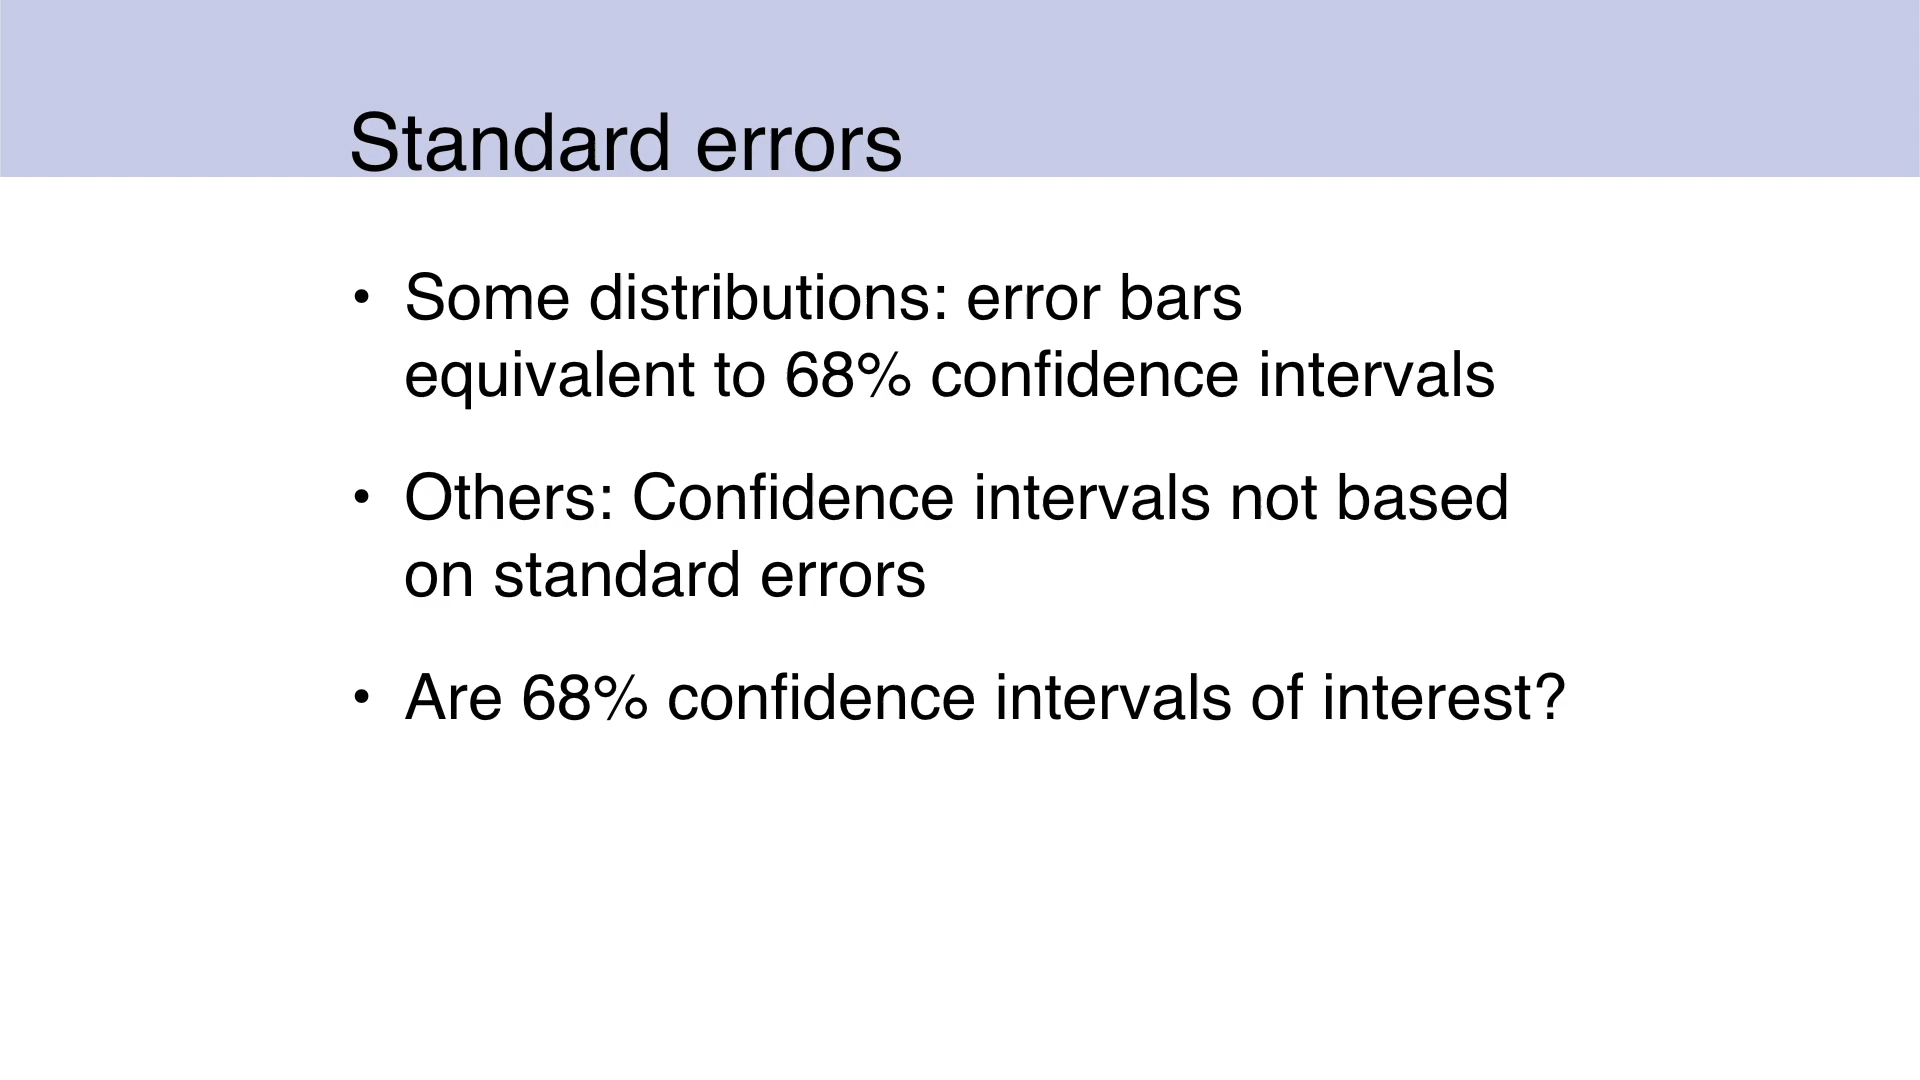 Standard errors
• Some distributions: error bars
equivalent to 68% confidence intervals
• Others: Confidence intervals not based
on standard errors
• Are 68% confidence intervals of interest?